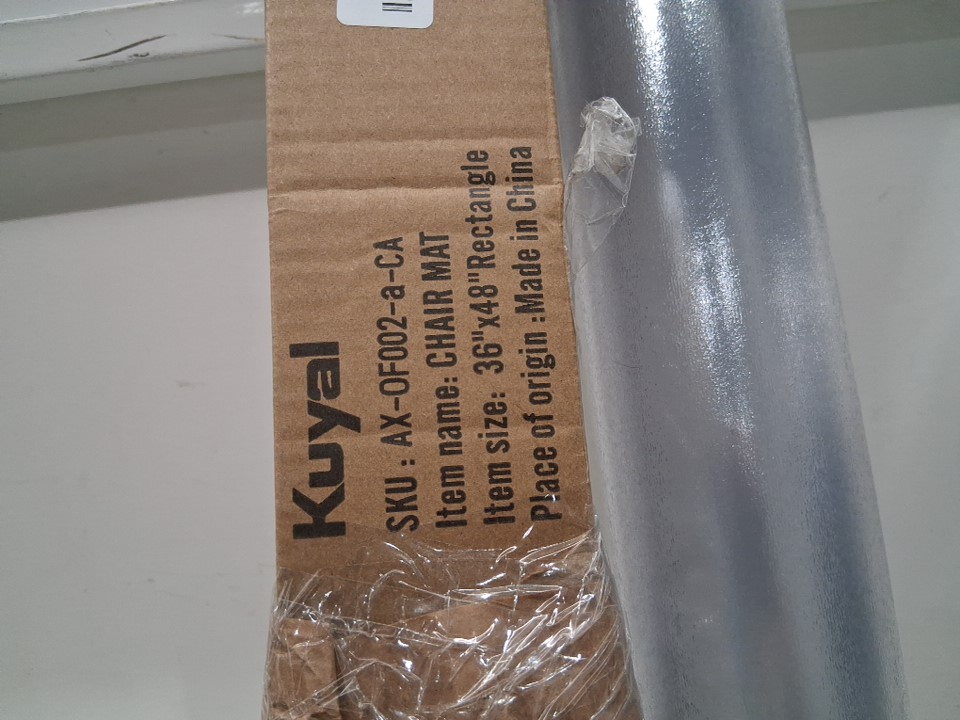 Kuyal
SKU : AX-OF002-a-CA
Item name: CHAIR MAT
Item size: 36"x48"Rectangle
Place of origin :Made in China